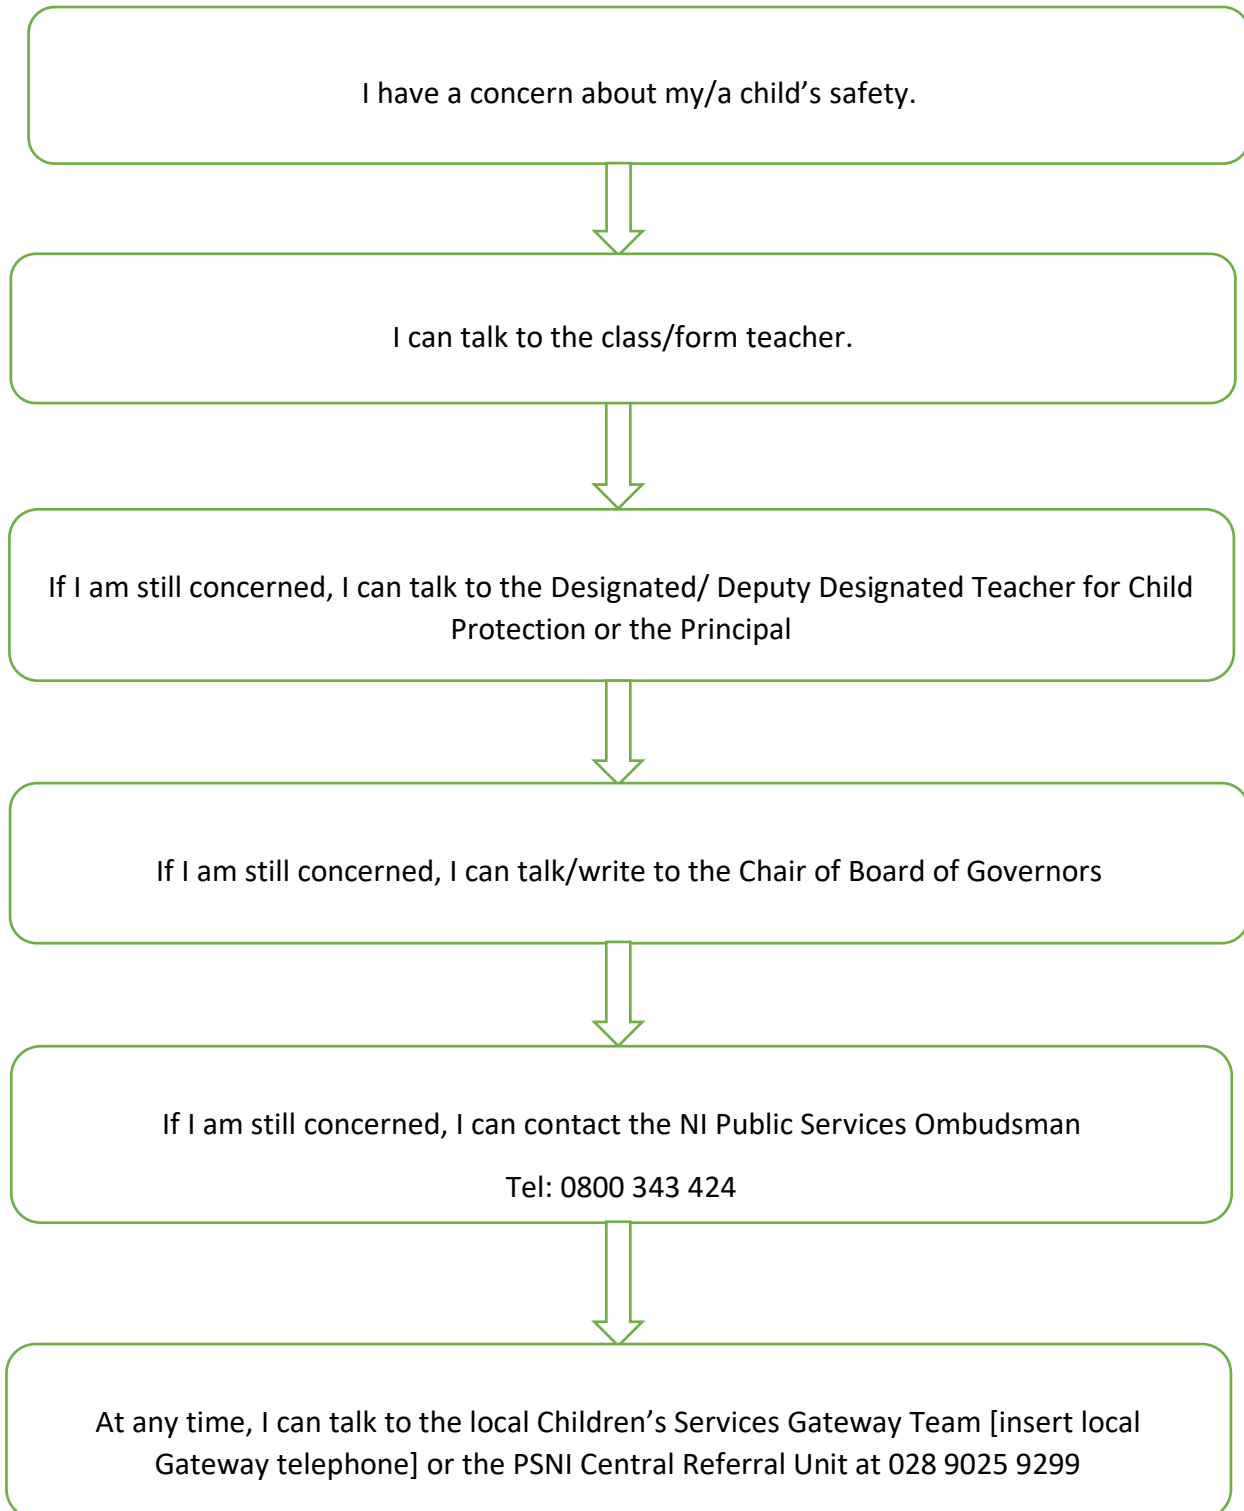 I have a concern about my/a child’s safety.
I can talk to the class/form teacher.
If I am still concerned, I can talk to the Designated/ Deputy Designated Teacher for Child
Protection or the Principal
If I am still concerned, I can talk/write to the Chair of Board of Governors
If I am still concerned, I can contact the NI Public Services Ombudsman
Tel: 0800 343 424
At any time, I can talk to the local Children’s Services Gateway Team [insert local
Gateway telephone] or the PSNI Central Referral Unit at 028 9025 9299